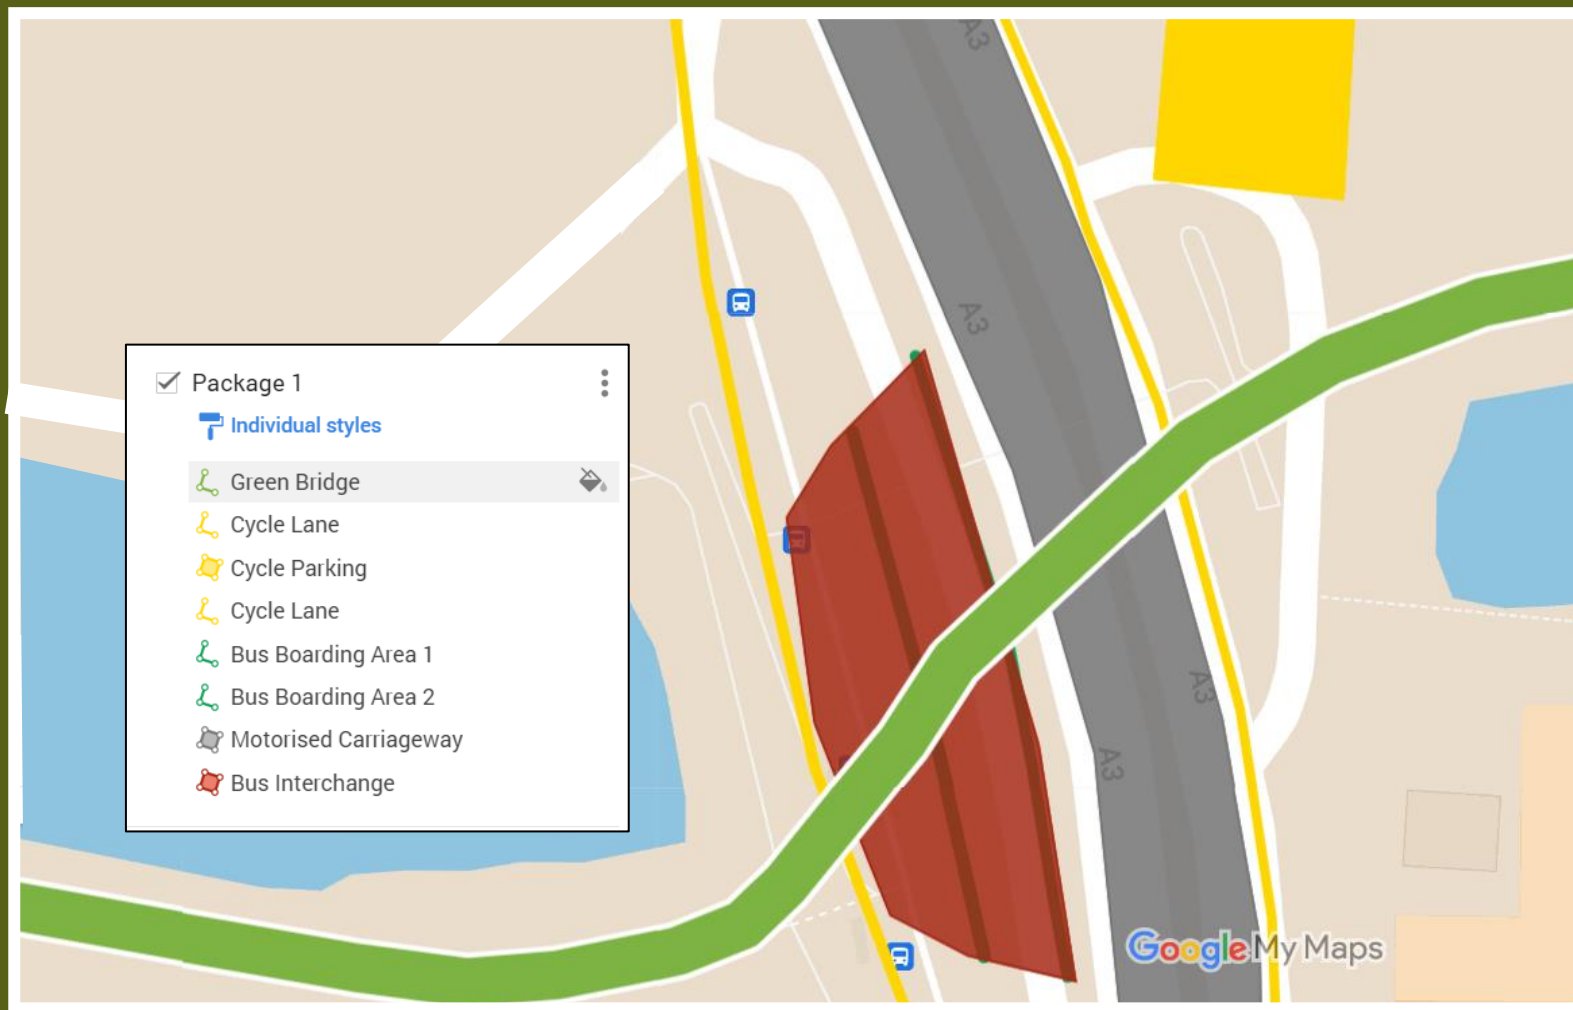 A3
A3
Package 1
Individual styles
Green Bridge
Cycle Lane
Cycle Parking
Cycle Lane
Bus Boarding Area 1
Bus Boarding Area 2
Motorised Carriageway
Bus Interchange
A3
A3
Google My Maps